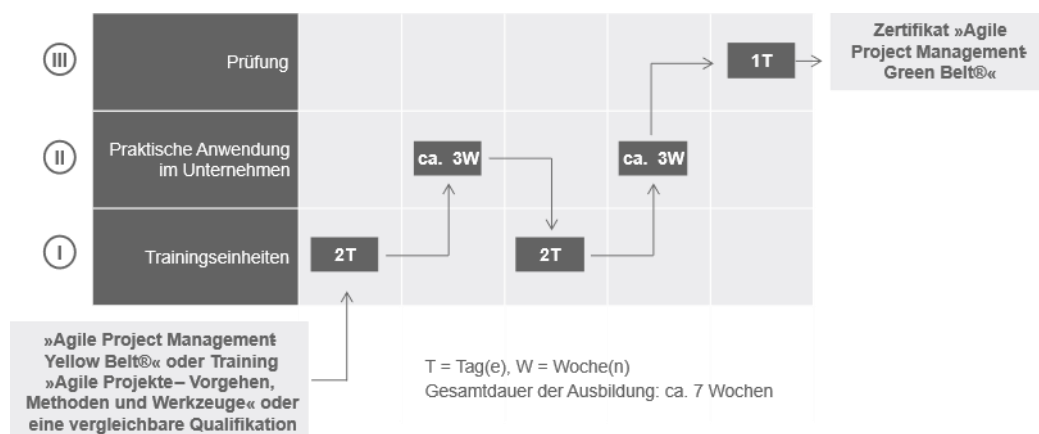 III
Prüfung
1T
Zertifikat »Agile
Project Management-
Green Belt®«
II
Praktische Anwendung
im Unternehmen
ca. 3W
ca. 3W
I
Trainingseinheiten
2T
2T
»Agile Project Management-
Yellow Belt®« oder Training
»Agile Projekte – Vorgehen,
Methoden und Werkzeuge« oder
eine vergleichbare Qualifikation
T = Tag(e), W = Woche(n)
Gesamtdauer der Ausbildung: ca. 7 Wochen